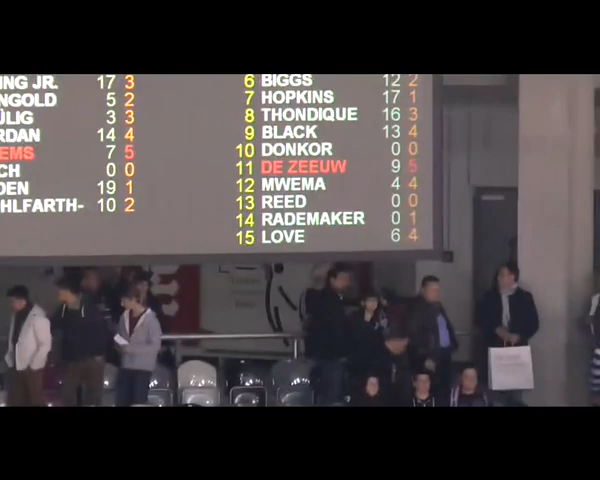 ING JR. 17 3
NGOLD 5 2
ÜLIG 3 3
RDAN 14 4
EMS 7 5
CH 0 0
DEN 19 1
HLFARTH- 10 2
6 BIGGS 12 2
7 HOPKINS 17 1
8 THONDIQUE 16 3
9 BLACK 13 4
10 DONKOR 0 0
11 DE ZEEUW 9 5
12 MWEMA 4 4
13 REED 0 0
14 RADEMAKER 0 1
15 LOVE 6 4